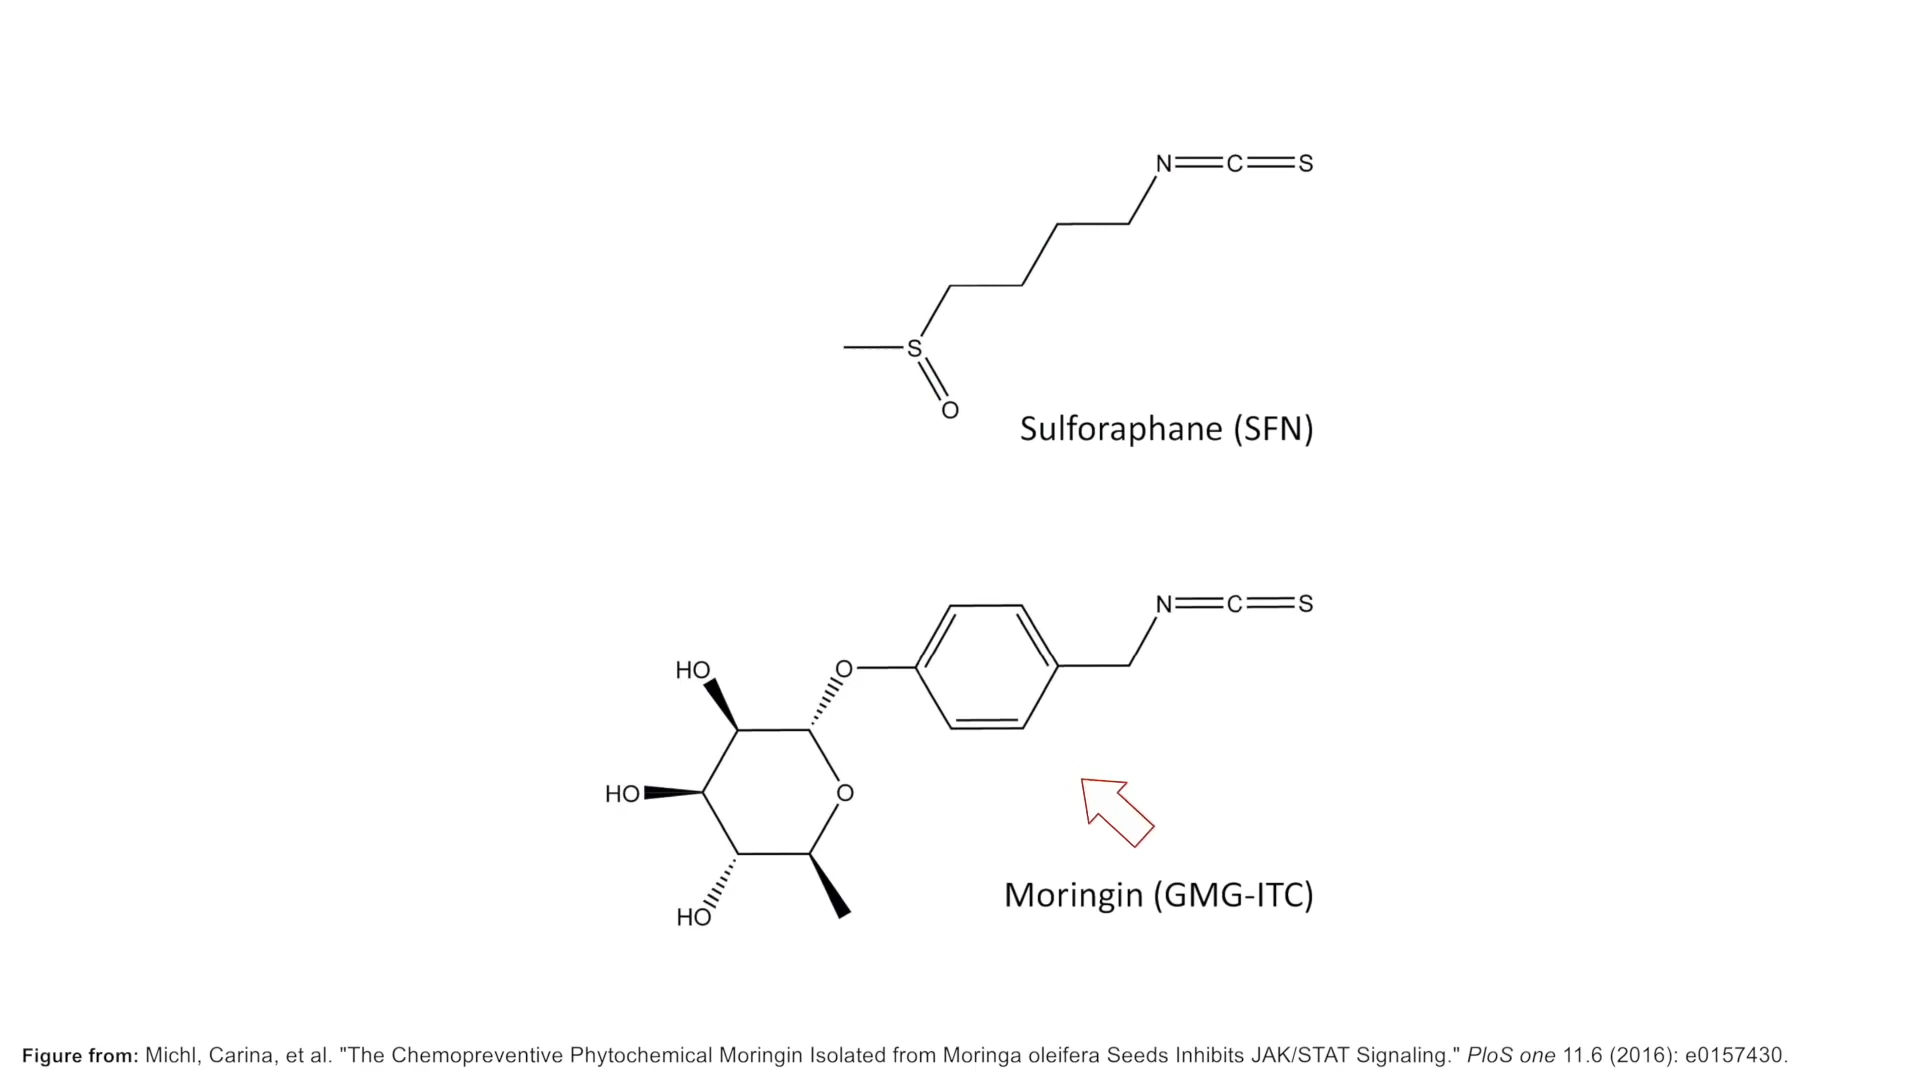 N C S
S
O
Sulforaphane (SFN)
N C S
HO O
HO O
HO
Moringin (GMG-ITC)
Figure from: Michl, Carina, et al. "The Chemopreventive Phytochemical Moringin Isolated from Moringa oleifera Seeds Inhibits JAK/STAT Signaling." PloS one 11.6 (2016): e0157430.